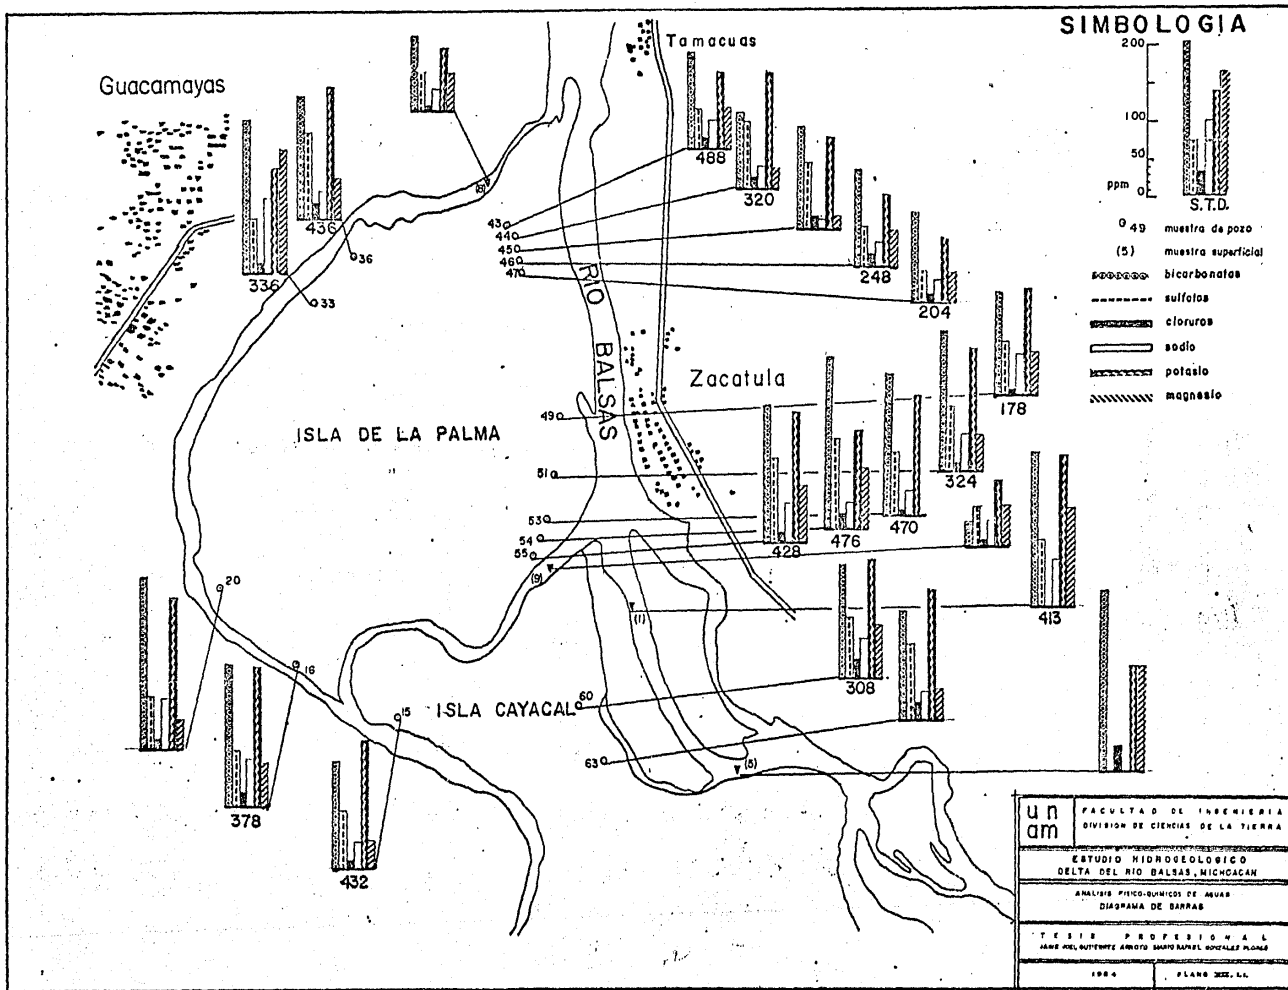 SIMBOLOGIA
200
100
50
ppm 0
S.T.D.
49 muestra de pozo
(5) muestra superficial
bicarbonatos
sulfatos
cloruros
sodio
potasio
magnesio
Guacamayas
Tamacuas
RIO BALSAS
Zacatula
ISLA DE LA PALMA
ISLA CAYACAL
436
336
488
320
248
204
178
324
470
476
428
413
308
378
432
(8)
36
33
43
44
45
46
47
49
51
53
54
55
(9)
(1)
20
16
15
60
63
(5)
unam
FACULTAD DE INGENIERIA
DIVISION DE CIENCIAS DE LA TIERRA
ESTUDIO HIDROGEOLOGICO
DELTA DEL RIO BALSAS, MICHOACAN
ANALISIS FISICO-QUIMICOS DE AGUAS
DIAGRAMA DE BARRAS
TESIS PROFESIONAL
1984
PLANO